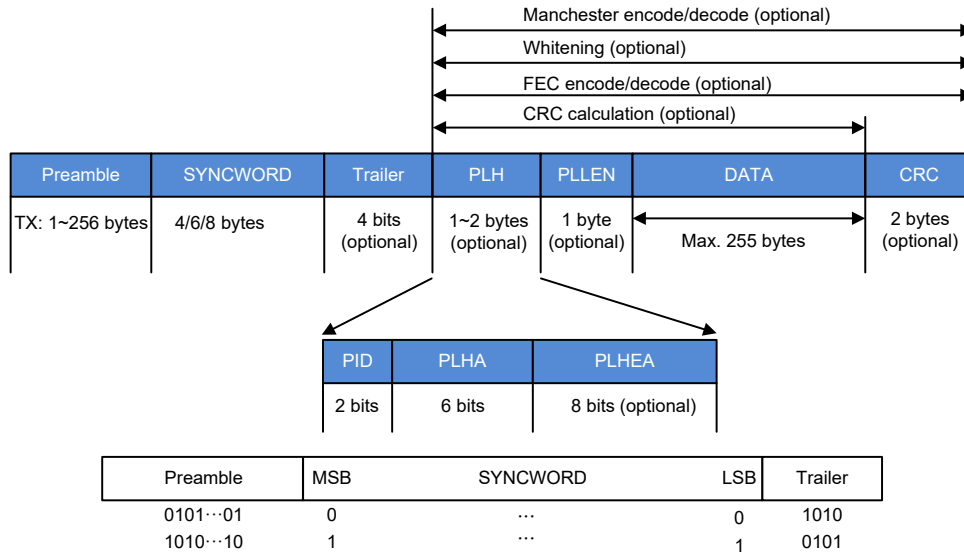 Manchester encode/decode (optional)
Whitening (optional)
FEC encode/decode (optional)
CRC calculation (optional)
Preamble SYNCWORD Trailer PLH PLLEN DATA CRC
TX: 1~256 bytes 4/6/8 bytes 4 bits (optional) 1~2 bytes (optional) 1 byte (optional) Max. 255 bytes 2 bytes (optional)
PID PLHA PLHEA
2 bits 6 bits 8 bits (optional)
Preamble MSB SYNCWORD LSB Trailer
0101···01 0 ··· 0 1010
1010···10 1 ··· 1 0101